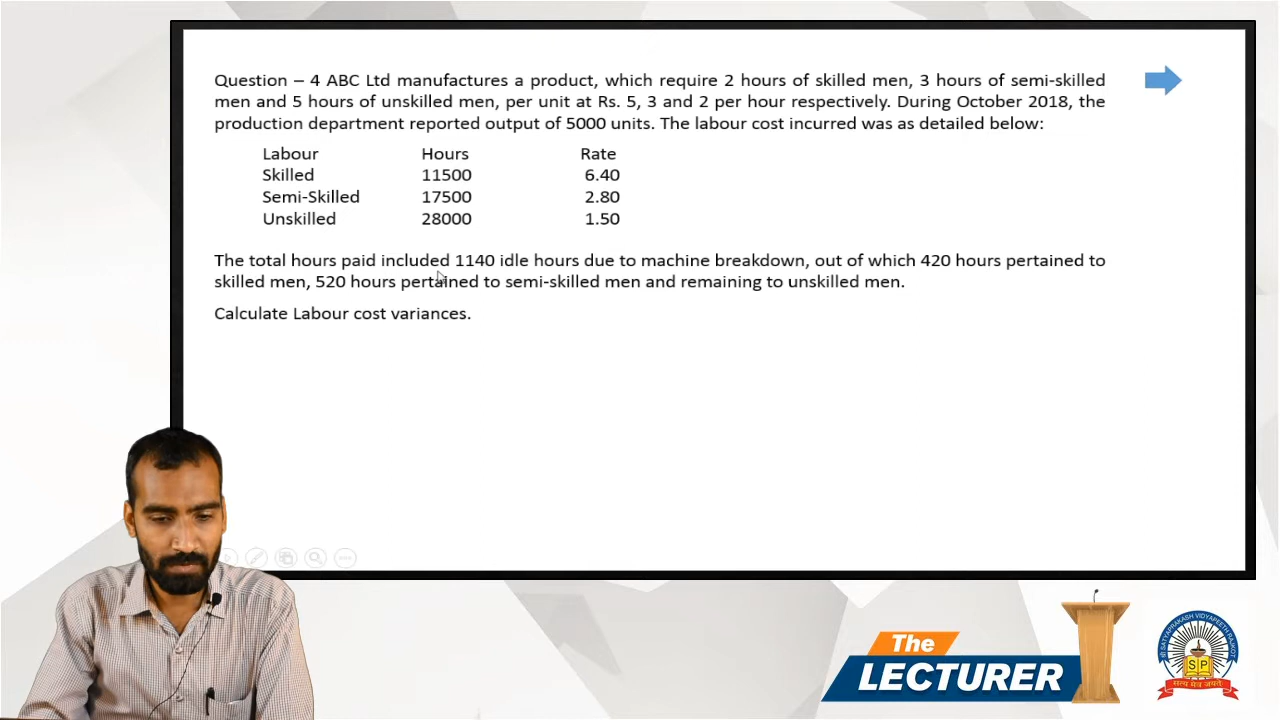 Question – 4 ABC Ltd manufactures a product, which require 2 hours of skilled men, 3 hours of semi-skilled
men and 5 hours of unskilled men, per unit at Rs. 5, 3 and 2 per hour respectively. During October 2018, the
production department reported output of 5000 units. The labour cost incurred was as detailed below:
Labour Hours Rate
Skilled 11500 6.40
Semi-Skilled 17500 2.80
Unskilled 28000 1.50
The total hours paid included 1140 idle hours due to machine breakdown, out of which 420 hours pertained to
skilled men, 520 hours pertained to semi-skilled men and remaining to unskilled men.
Calculate Labour cost variances.
The
LECTURER
SP
सत्यमेव जयते